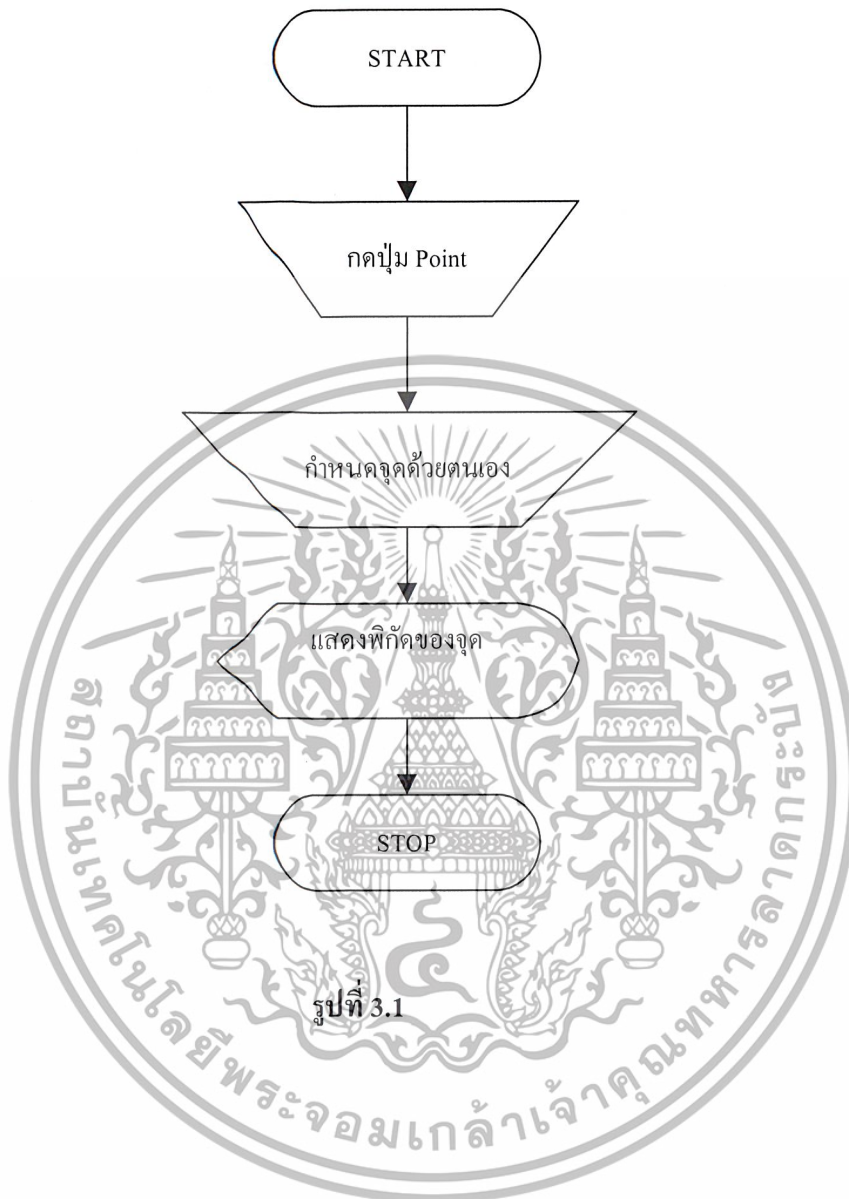 START
กดปุ่ม Point
กำหนดจุดด้วยตนเอง
แสดงพิกัดของจุด
STOP
รูปที่ 3.1
สถาบันเทคโนโลยีพระจอมเกล้าเจ้าคุณทหารลาดกระบัง